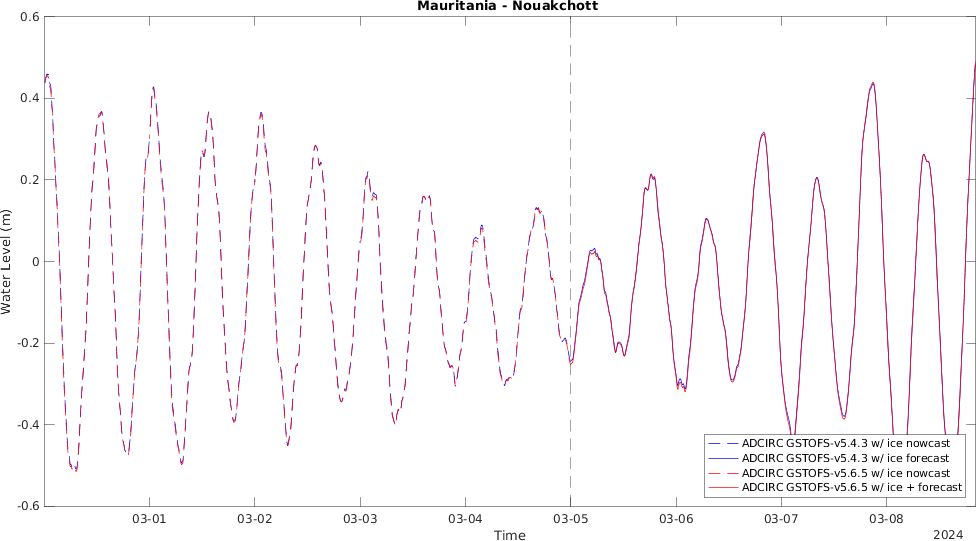 Mauritania - Nouakchott
0.6
0.4
0.2
0
-0.2
-0.4
-0.6
Water Level (m)
ADCIRC GSTOFS-v5.4.3 w/ ice nowcast
ADCIRC GSTOFS-v5.4.3 w/ ice forecast
ADCIRC GSTOFS-v5.6.5 w/ ice nowcast
ADCIRC GSTOFS-v5.6.5 w/ ice + forecast
03-01 03-02 03-03 03-04 03-05 03-06 03-07 03-08
Time
2024